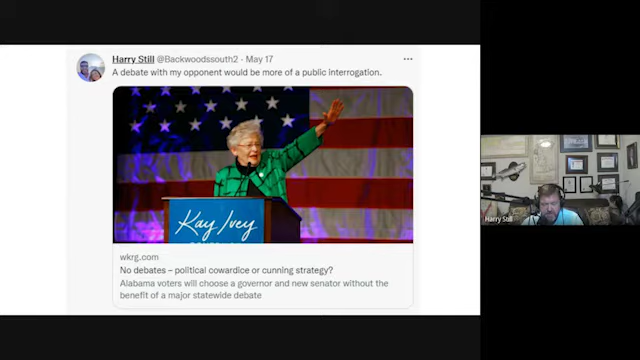 Harry Still @Backwoodssouth2 · May 17
A debate with my opponent would be more of a public interrogation.
Kay Ivey
wkrg.com
No debates – political cowardice or cunning strategy?
Alabama voters will choose a governor and new senator without the
benefit of a major statewide debate
Harry Still